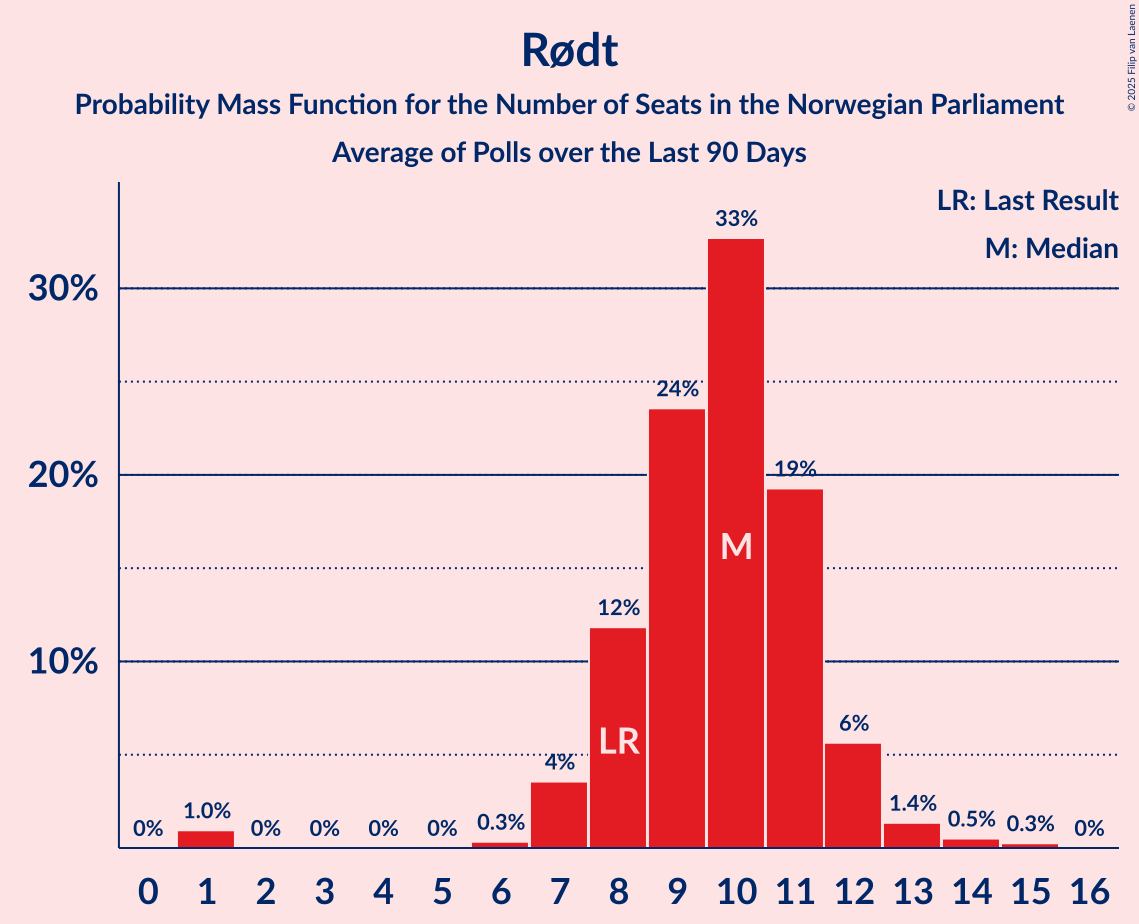 Rødt
Probability Mass Function for the Number of Seats in the Norwegian Parliament
Average of Polls over the Last 90 Days
© 2025 Filip van Laenen
LR: Last Result
M: Median
33%
30%
24%
20%
19%
M
12%
10%
6%
LR
4%
1.4%
1.0%
0.5%
0.3%
0.3%
0% 0% 0% 0% 0% 0%
0 1 2 3 4 5 6 7 8 9 10 11 12 13 14 15 16